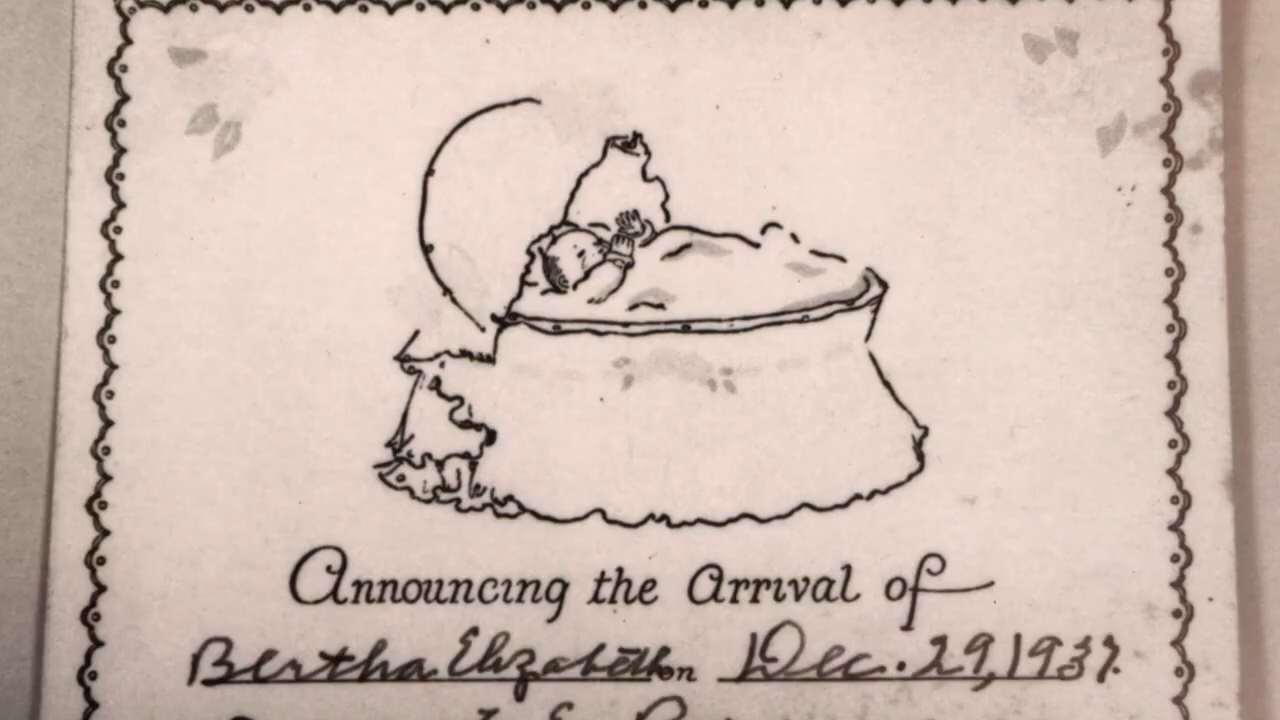 Announcing the Arrival of
Bertha Elizabeth on Dec. 29, 1937.